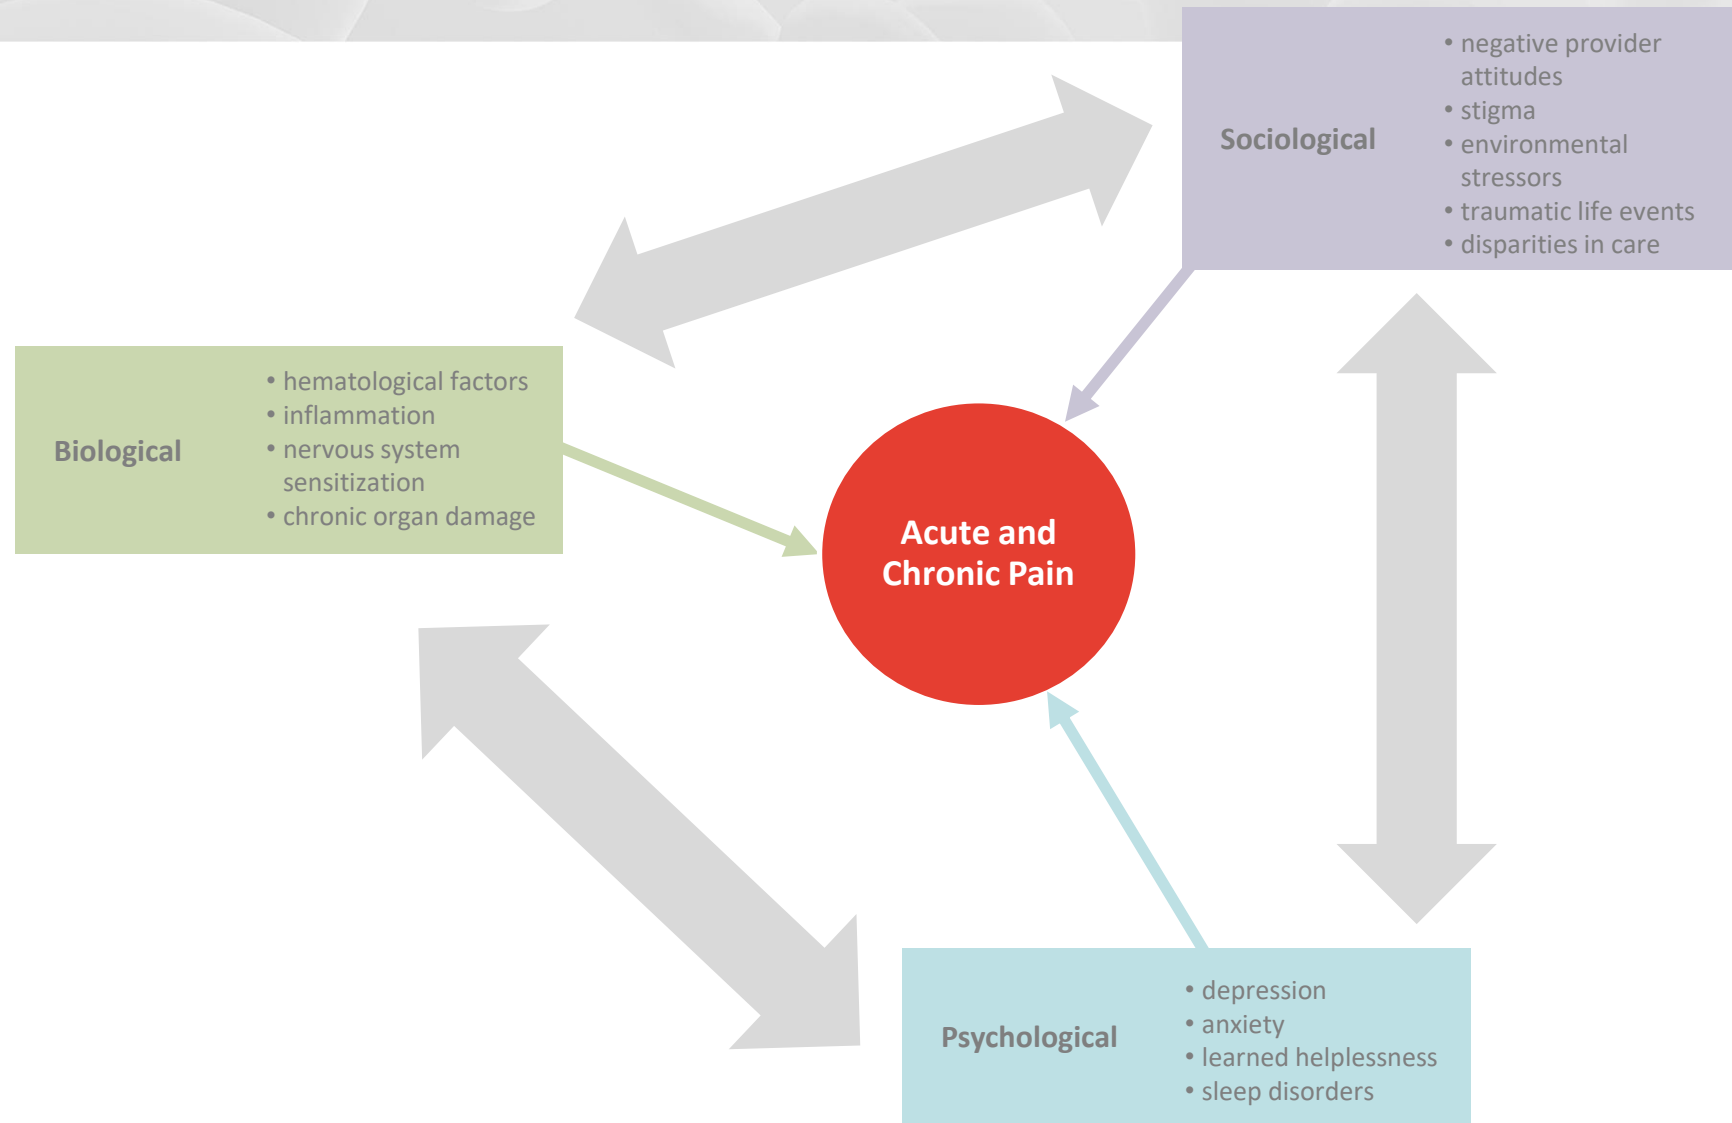 Sociological
• negative provider
attitudes
• stigma
• environmental
stressors
• traumatic life events
• disparities in care
Biological
• hematological factors
• inflammation
• nervous system
sensitization
• chronic organ damage
Acute and
Chronic Pain
Psychological
• depression
• anxiety
• learned helplessness
• sleep disorders